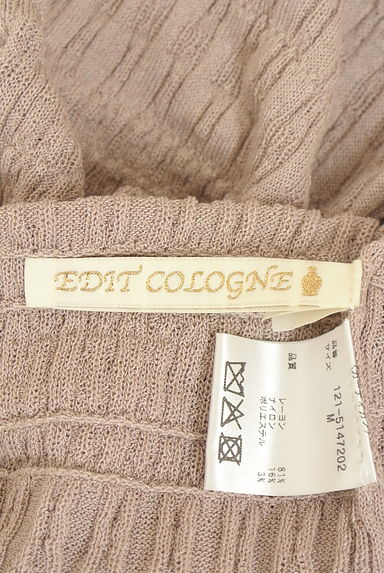 EDIT COLOGNE
品番 121-5147202
サイズ M
品質
レーヨン 81%
ナイロン 16%
ポリエステル 3%